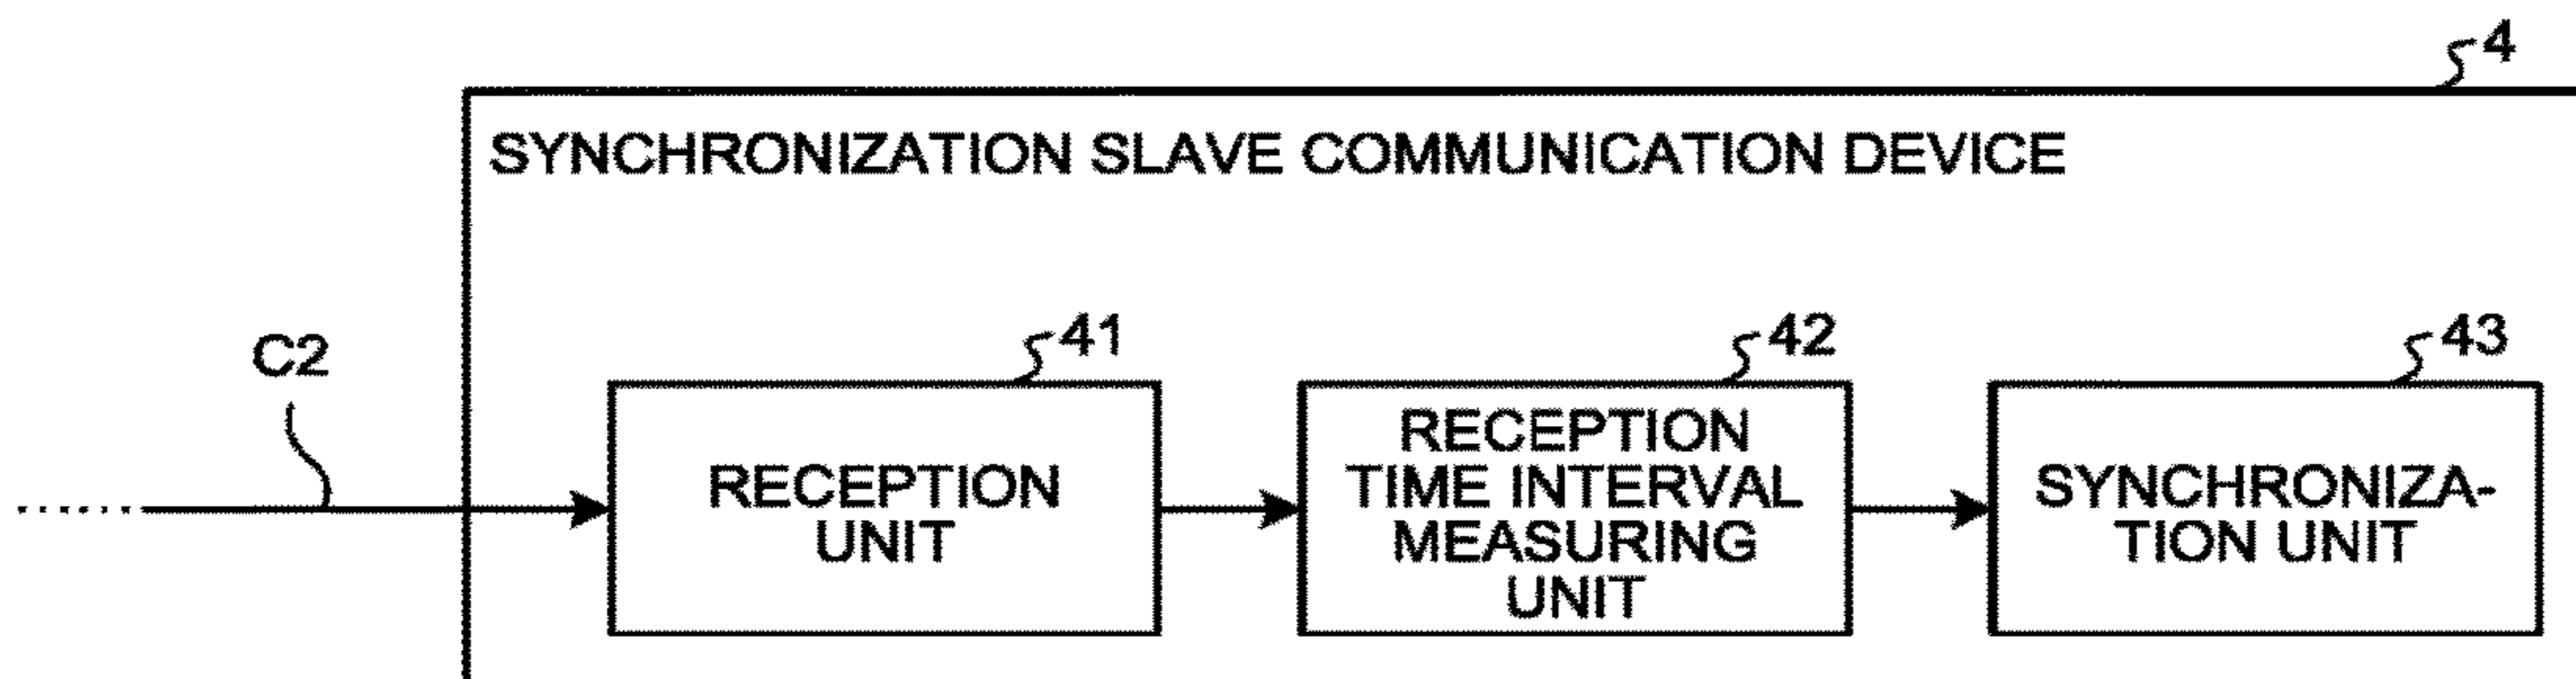 4
SYNCHRONIZATION SLAVE COMMUNICATION DEVICE
C2
41
42
43
RECEPTION
UNIT
RECEPTION
TIME INTERVAL
MEASURING
UNIT
SYNCHRONIZA-
TION UNIT